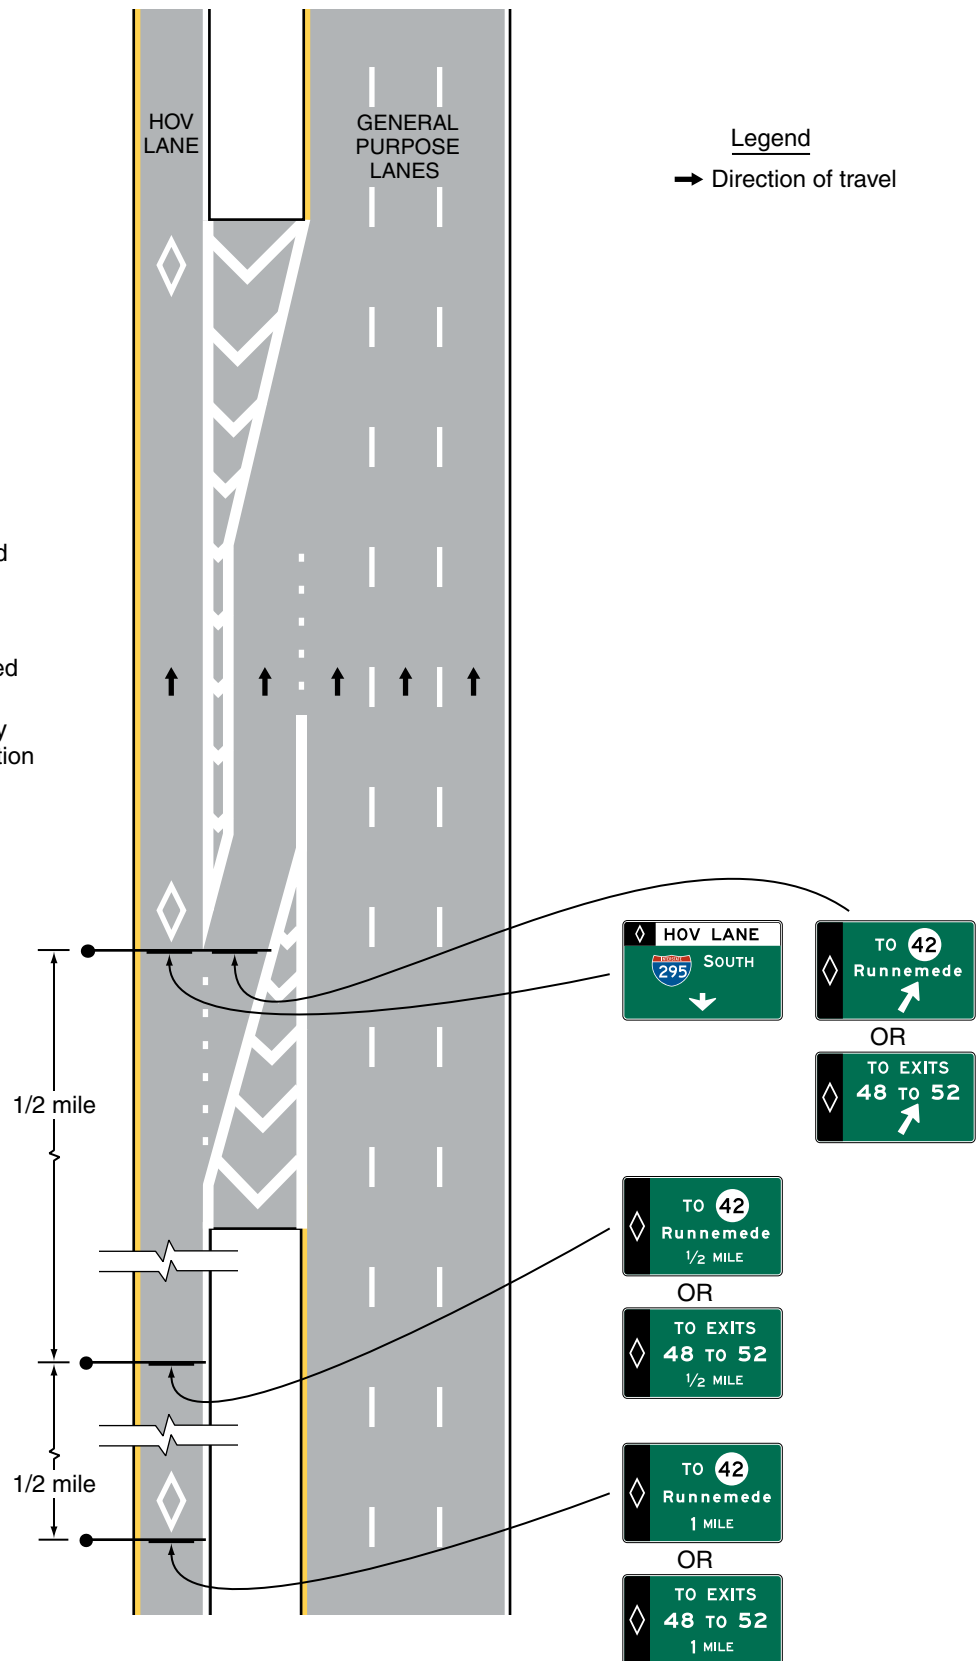 HOV
LANE
GENERAL
PURPOSE
LANES
Legend
Direction of travel
d
ed
y
tion
HOV LANE
INTERSTATE
295
SOUTH
TO 42
Runnemede
OR
TO EXITS
48 TO 52
1/2 mile
TO 42
Runnemede
1/2 MILE
OR
TO EXITS
48 TO 52
1/2 MILE
1/2 mile
TO 42
Runnemede
1 MILE
OR
TO EXITS
48 TO 52
1 MILE